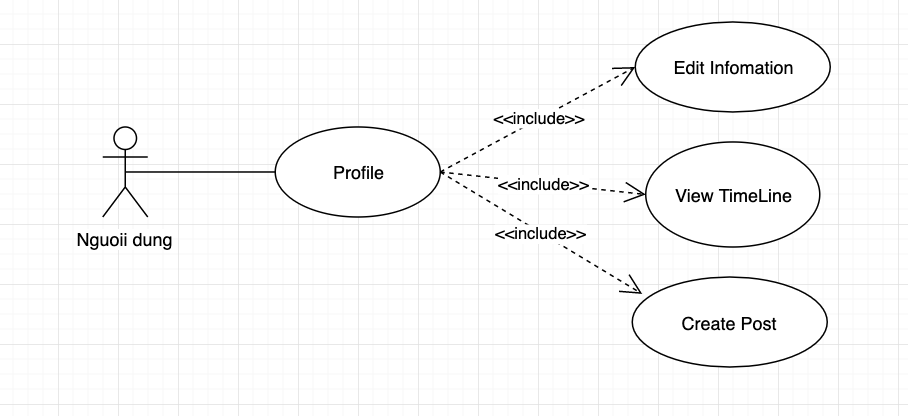 Edit Infomation
<<include>>
Profile
<<include>>
View TimeLine
<<include>>
Nguoii dung
Create Post